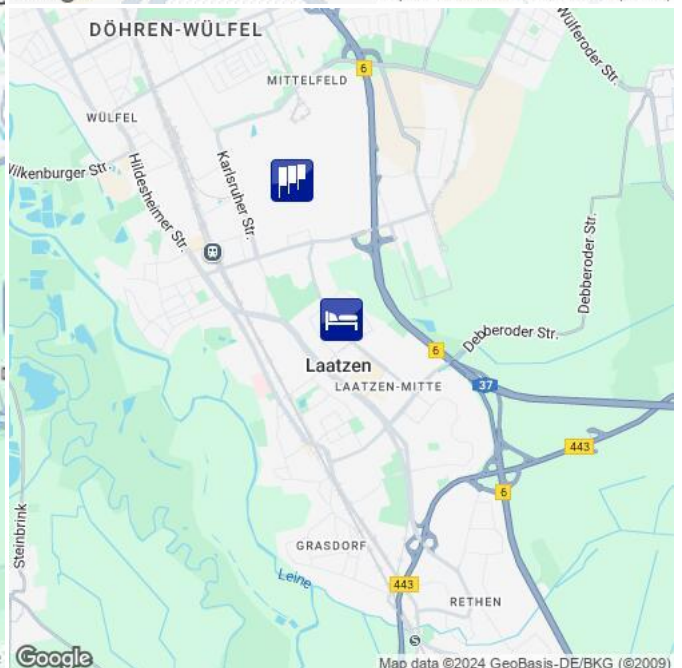 DÖHREN-WÜLFEL
Wülferoder Str.
6
MITTELFELD
WÜLFEL
Wilkenburger Str.
Hildesheimer Str.
Karlsruher Str.
Debberoder Str.
Debberoder Str.
6
Laatzen
LAATZEN-MITTE
37
443
6
Steinbrink
GRASDORF
Leine
443
RETHEN
S
Google
Map data ©2024 GeoBasis-DE/BKG (©2009)